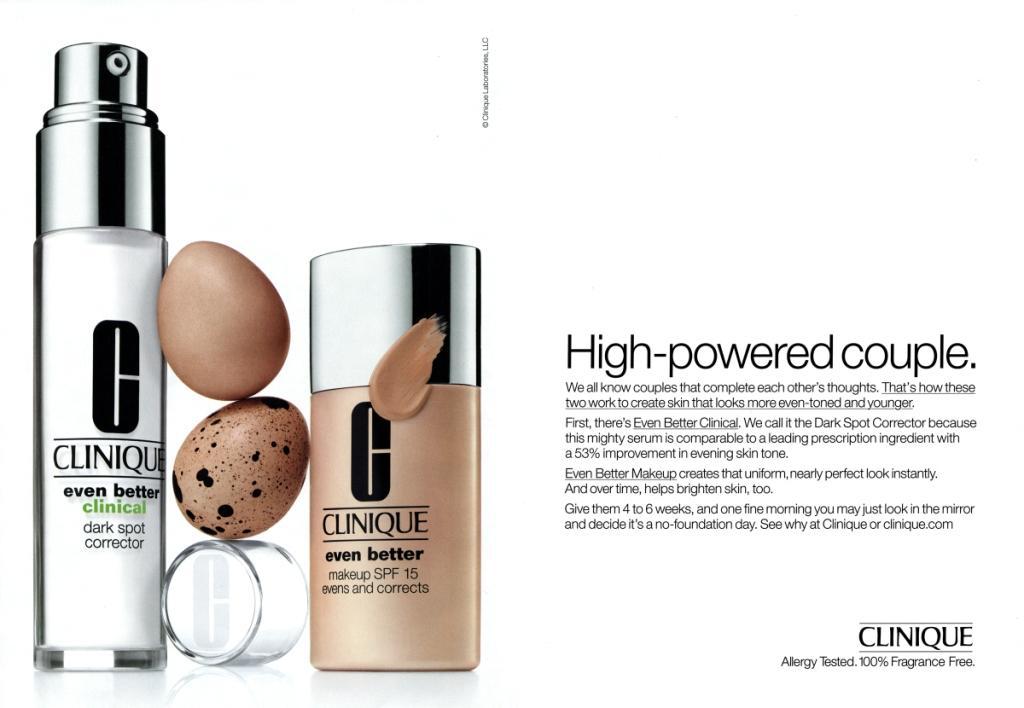 © Clinique Laboratories, LLC
C
CLINIQUE
even better
clinical
dark spot
corrector
C
C
CLINIQUE
even better
makeup SPF 15
evens and corrects
High-powered couple.
We all know couples that complete each other's thoughts. That's how these
two work to create skin that looks more even-toned and younger.
First, there's Even Better Clinical. We call it the Dark Spot Corrector because
this mighty serum is comparable to a leading prescription ingredient with
a 53% improvement in evening skin tone.
Even Better Makeup creates that uniform, nearly perfect look instantly.
And over time, helps brighten skin, too.
Give them 4 to 6 weeks, and one fine morning you may just look in the mirror
and decide it's a no-foundation day. See why at Clinique or clinique.com
CLINIQUE
Allergy Tested. 100% Fragrance Free.